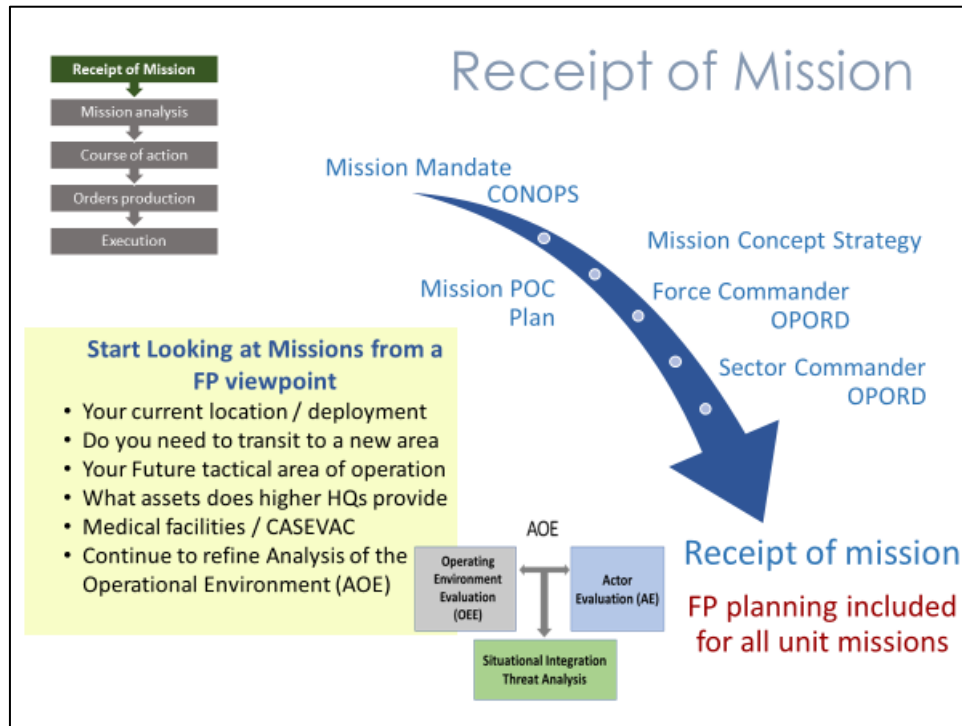 Receipt of Mission
Receipt of Mission
Mission analysis
Course of action
Orders production
Execution
Mission Mandate
CONOPS
Mission Concept Strategy
Mission POC
Plan
Force Commander
OPORD
Sector Commander
OPORD
Start Looking at Missions from a
FP viewpoint
• Your current location / deployment
• Do you need to transit to a new area
• Your Future tactical area of operation
• What assets does higher HQs provide
• Medical facilities / CASEVAC
• Continue to refine Analysis of the
Operational Environment (AOE)
AOE
Operating
Environment
Evaluation
(OEE)
Actor
Evaluation (AE)
Situational Integration
Threat Analysis
Receipt of mission
FP planning included
for all unit missions